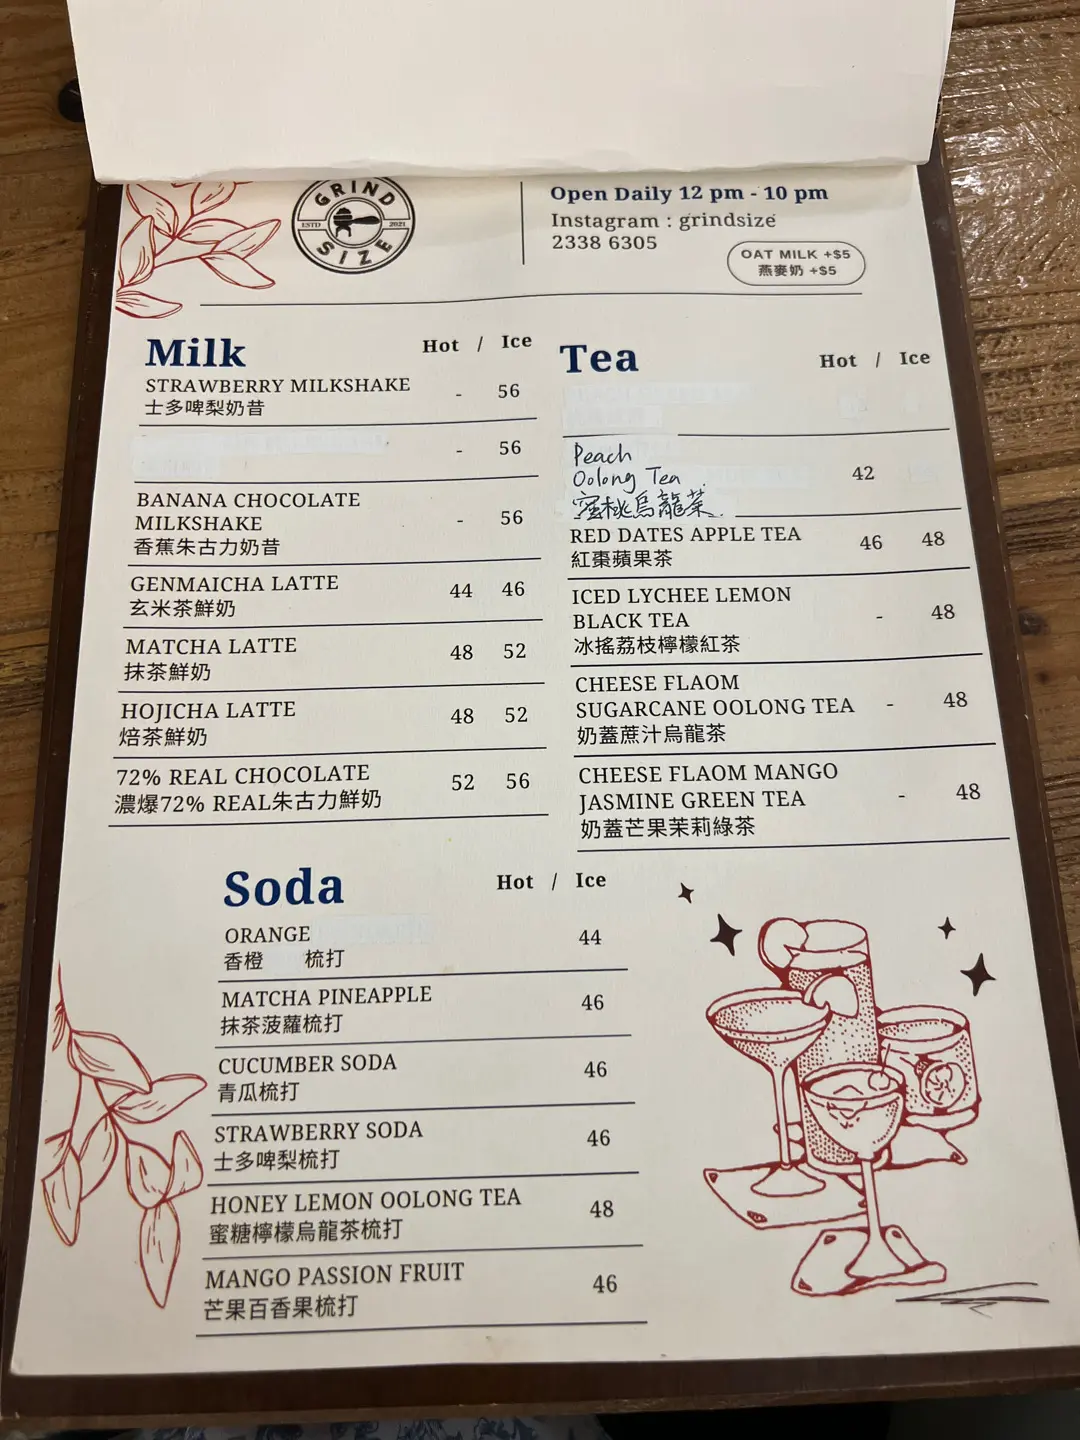 GRIND
ESTD 2021
SIZE
Open Daily 12 pm - 10 pm
Instagram : grindsize
2338 6305
OAT MILK +$5
燕麥奶 +$5
Milk Hot / Ice
STRAWBERRY MILKSHAKE - 56
士多啤梨奶昔
- 56
BANANA CHOCOLATE
MILKSHAKE - 56
香蕉朱古力奶昔
GENMAICHA LATTE 44 46
玄米茶鮮奶
MATCHA LATTE 48 52
抹茶鮮奶
HOJICHA LATTE 48 52
焙茶鮮奶
72% REAL CHOCOLATE 52 56
濃爆72% REAL朱古力鮮奶
Tea Hot / Ice
Peach
Oolong Tea 42
蜜桃烏龍茶
RED DATES APPLE TEA 46 48
紅棗蘋果茶
ICED LYCHEE LEMON
BLACK TEA - 48
冰搖荔枝檸檬紅茶
CHEESE FLAOM
SUGARCANE OOLONG TEA - 48
奶蓋蔗汁烏龍茶
CHEESE FLAOM MANGO
JASMINE GREEN TEA - 48
奶蓋芒果茉莉綠茶
Soda Hot / Ice
ORANGE 44
香橙 梳打
MATCHA PINEAPPLE 46
抹茶菠蘿梳打
CUCUMBER SODA 46
青瓜梳打
STRAWBERRY SODA 46
士多啤梨梳打
HONEY LEMON OOLONG TEA 48
蜜糖檸檬烏龍茶梳打
MANGO PASSION FRUIT 46
芒果百香果梳打